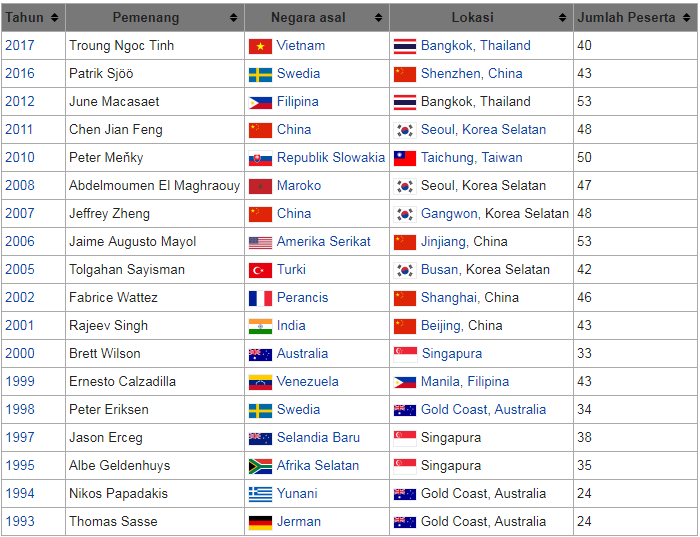 Tahun Pemenang Negara asal Lokasi Jumlah Peserta
2017 Troung Ngoc Tinh Vietnam Bangkok, Thailand 40
2016 Patrik Sjöö Swedia Shenzhen, China 43
2012 June Macasaet Filipina Bangkok, Thailand 53
2011 Chen Jian Feng China Seoul, Korea Selatan 48
2010 Peter Meňky Republik Slowakia Taichung, Taiwan 50
2008 Abdelmoumen El Maghraouy Maroko Seoul, Korea Selatan 47
2007 Jeffrey Zheng China Gangwon, Korea Selatan 48
2006 Jaime Augusto Mayol Amerika Serikat Jinjiang, China 53
2005 Tolgahan Sayisman Turki Busan, Korea Selatan 42
2002 Fabrice Wattez Perancis Shanghai, China 46
2001 Rajeev Singh India Beijing, China 43
2000 Brett Wilson Australia Singapura 33
1999 Ernesto Calzadilla Venezuela Manila, Filipina 43
1998 Peter Eriksen Swedia Gold Coast, Australia 34
1997 Jason Erceg Selandia Baru Singapura 38
1995 Albe Geldenhuys Afrika Selatan Singapura 35
1994 Nikos Papadakis Yunani Gold Coast, Australia 24
1993 Thomas Sasse Jerman Gold Coast, Australia 24